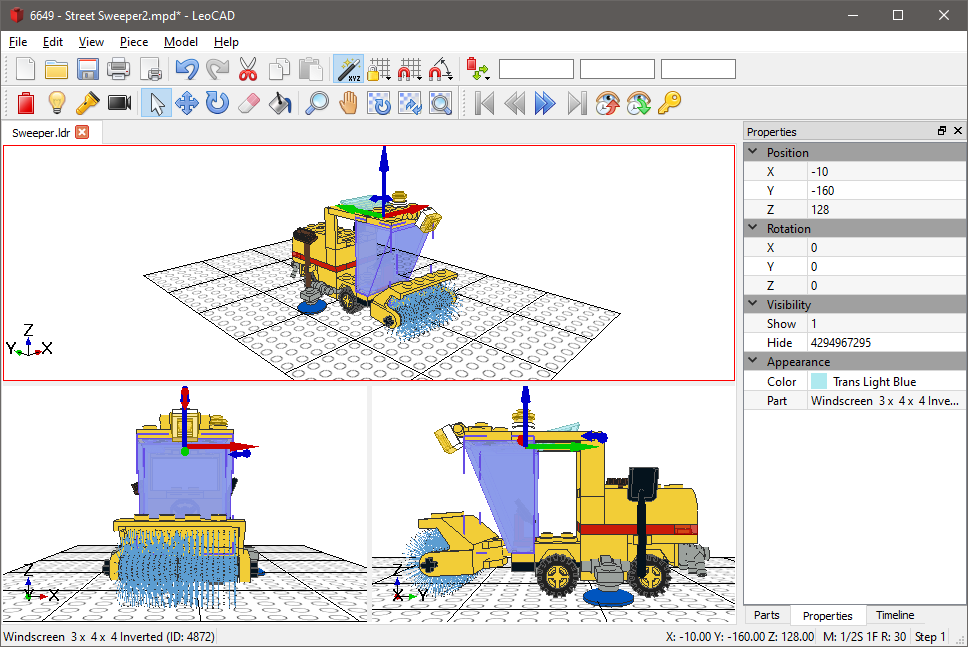 6649 - Street Sweeper2.mpd* - LeoCAD
File Edit View Piece Model Help
XYZ
Sweeper.ldr
Properties
Position
X -10
Y -160
Z 128
Rotation
X 0
Y 0
Z 0
Visibility
Show 1
Hide 4294967295
Appearance
Color Trans Light Blue
Part Windscreen 3 x 4 x 4 Inve...
Z
Y X
Z
X
Z
X Y
Parts Properties Timeline
Windscreen 3 x 4 x 4 Inverted (ID: 4872) X: -10.00 Y: -160.00 Z: 128.00 M: 1/2S 1F R: 30 Step 1